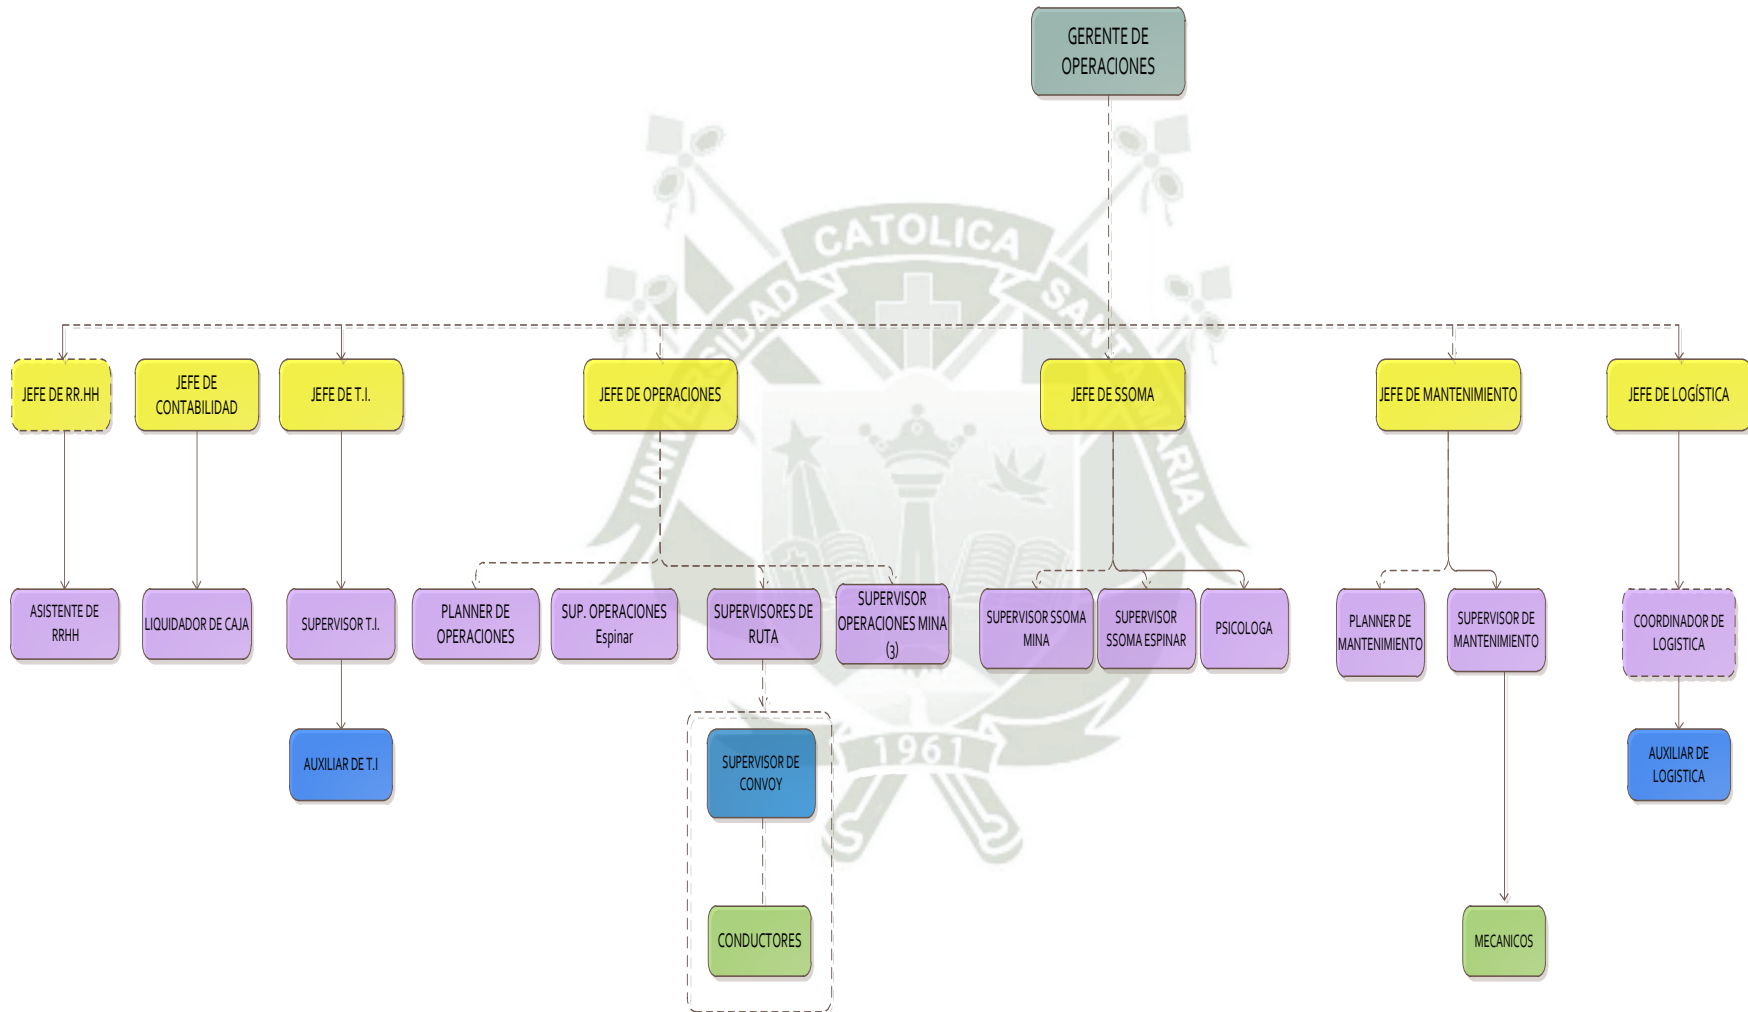 GERENTE DE
OPERACIONES
UNIVERSIDAD CATOLICA SANTA MARIA
JEFE DE RR.HH
JEFE DE
CONTABILIDAD
JEFE DE T.I.
JEFE DE OPERACIONES
JEFE DE SSOMA
JEFE DE MANTENIMIENTO
JEFE DE LOGÍSTICA
ASISTENTE DE
RRHH
LIQUIDADOR DE CAJA
SUPERVISOR T.I.
PLANNER DE
OPERACIONES
SUP. OPERACIONES
Espinar
SUPERVISORES DE
RUTA
SUPERVISOR
OPERACIONES MINA
(3)
SUPERVISOR SSOMA
MINA
SUPERVISOR
SSOMA ESPINAR
PSICOLOGA
PLANNER DE
MANTENIMIENTO
SUPERVISOR DE
MANTENIMIENTO
COORDINADOR DE
LOGISTICA
AUXILIAR DE T.I
SUPERVISOR DE
CONVOY
1961
AUXILIAR DE
LOGISTICA
CONDUCTORES
MECANICOS